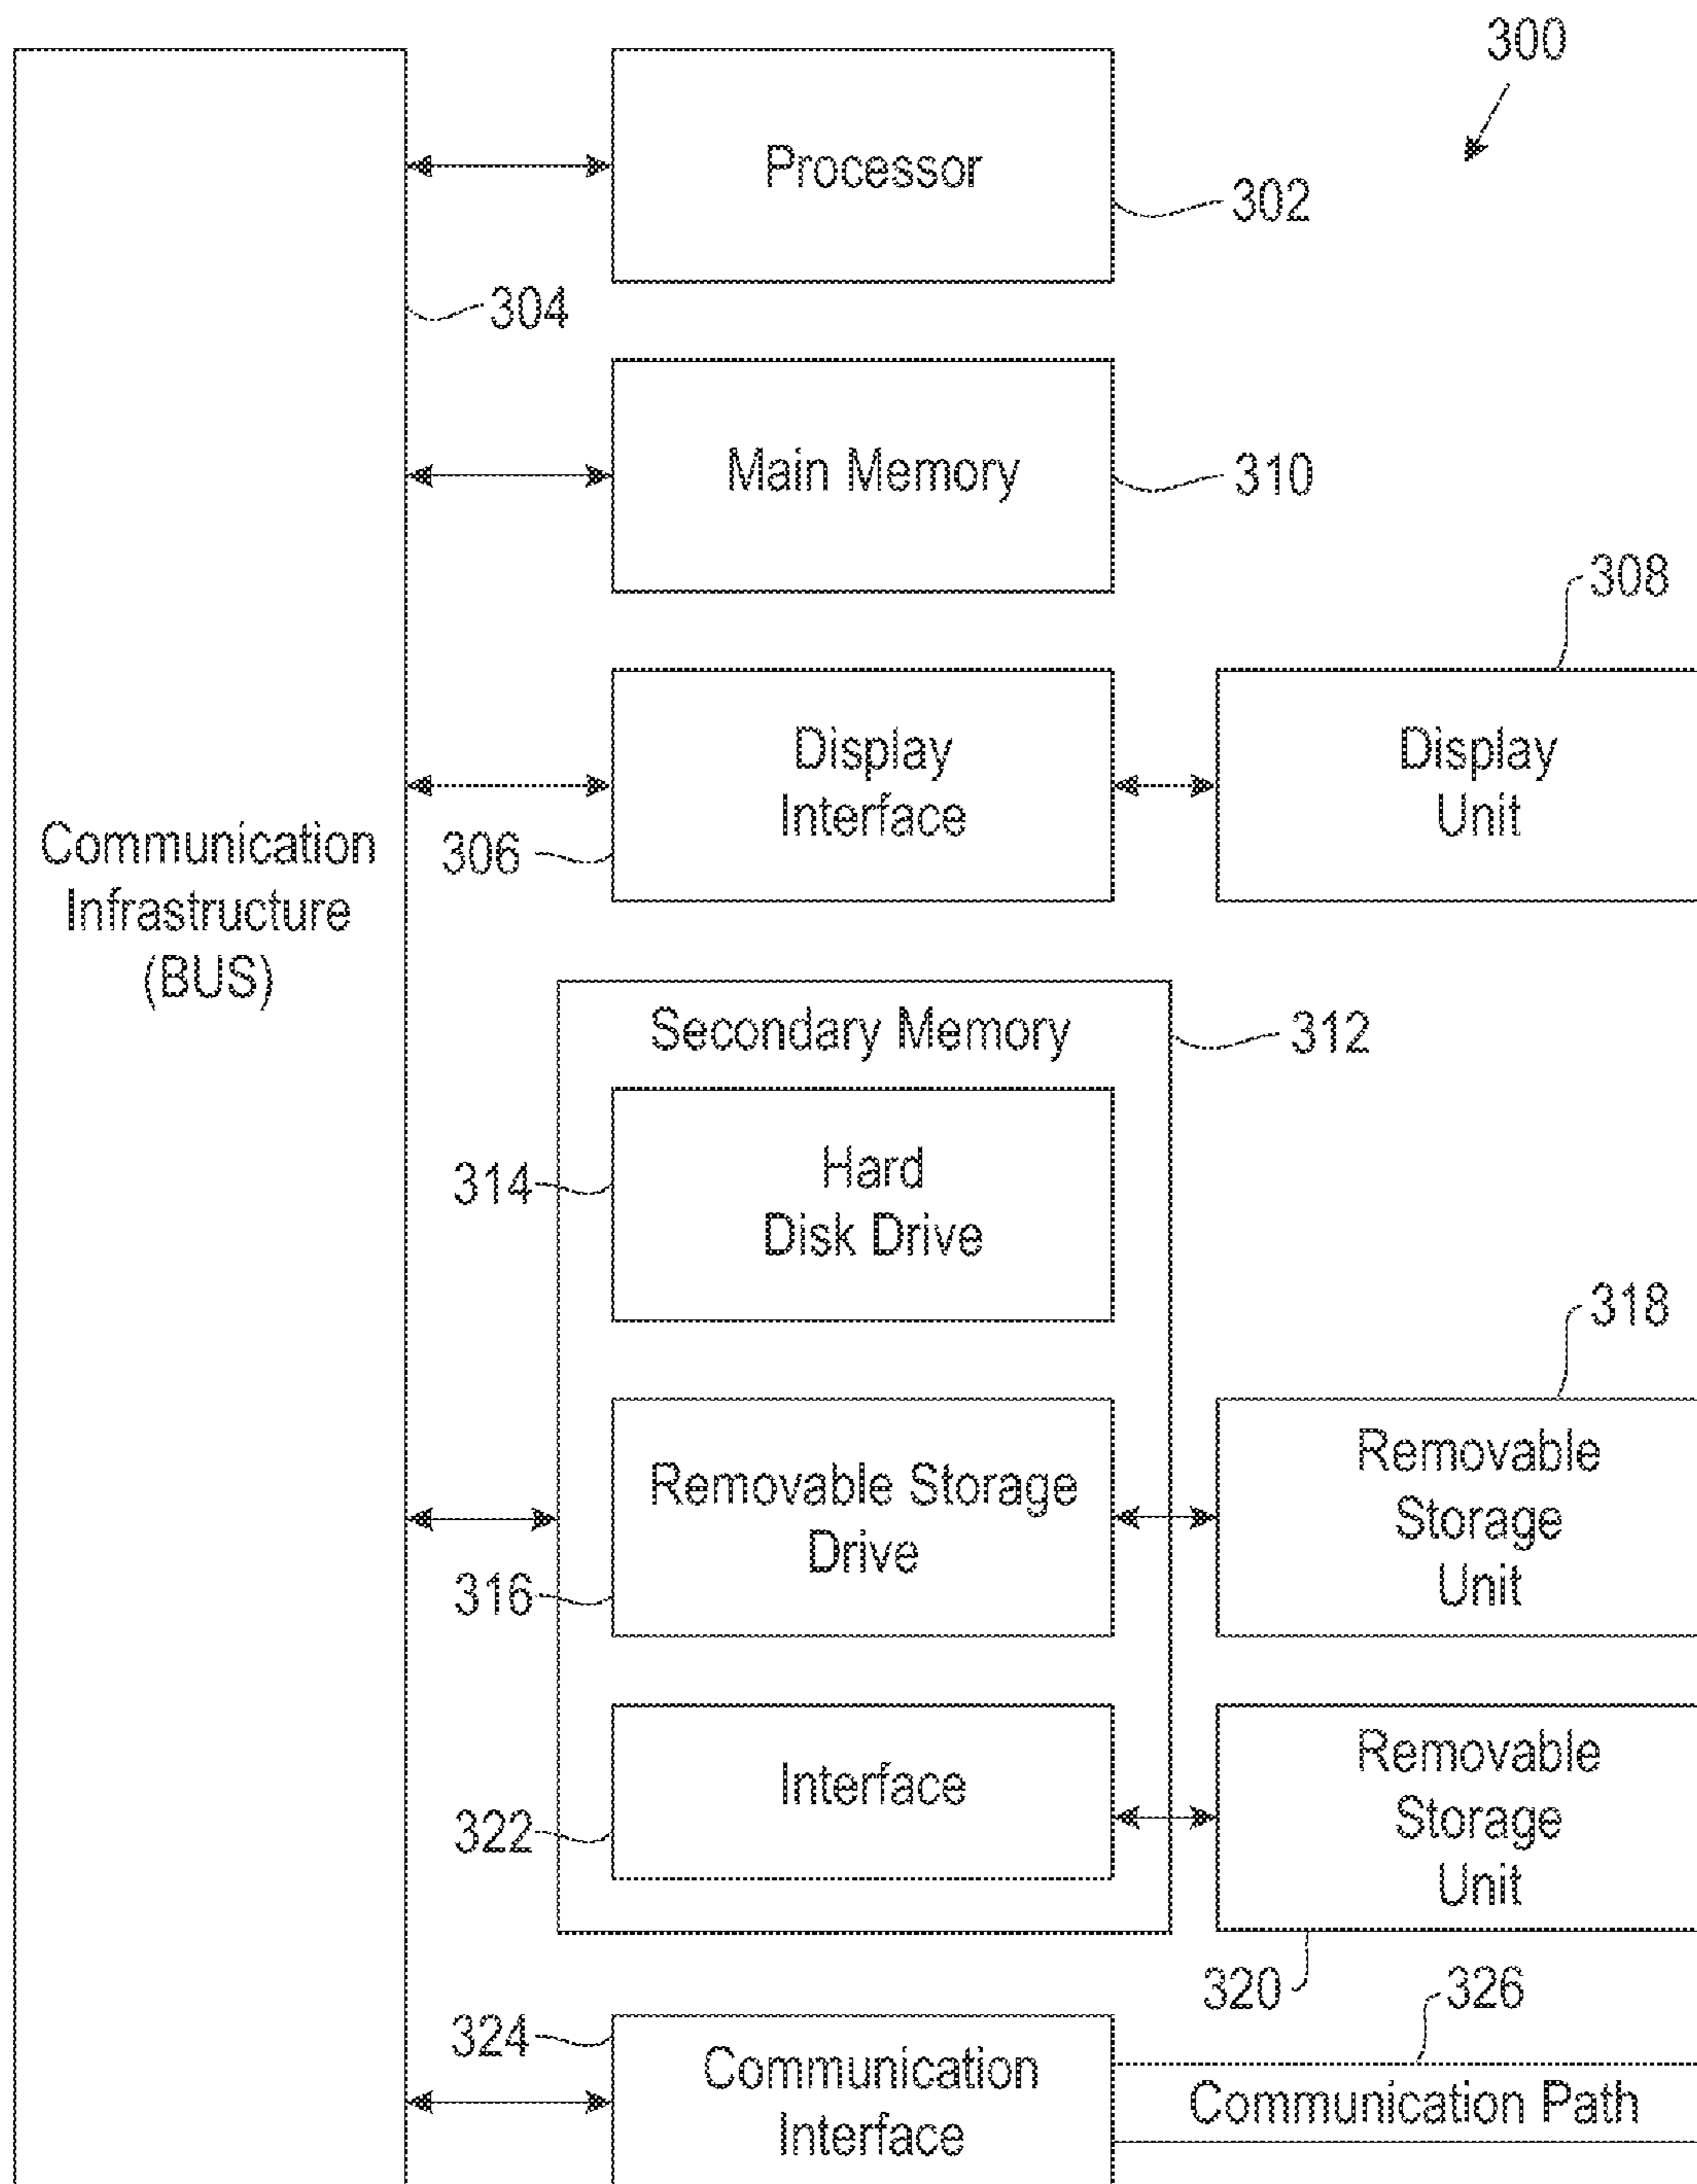 300
Processor
302
304
Main Memory
310
308
Display
Interface
Display
Unit
306
Communication
Infrastructure
(BUS)
Secondary Memory
312
Hard
Disk Drive
314
318
Removable Storage
Drive
316
Removable
Storage
Unit
Interface
322
Removable
Storage
Unit
320
326
324
Communication
Interface
Communication Path